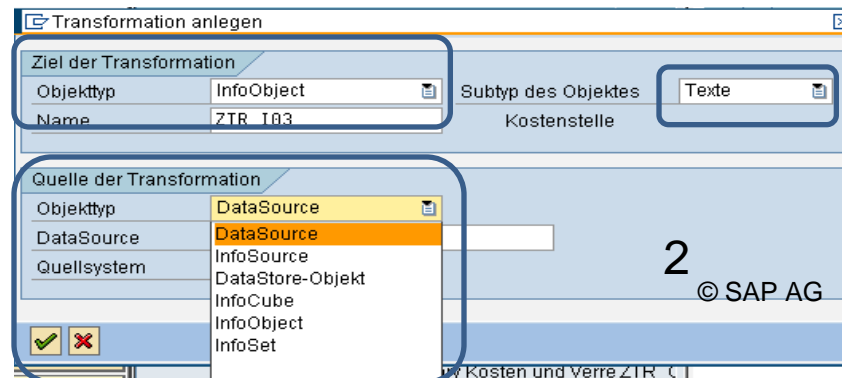 Transformation anlegen
Ziel der Transformation
Objekttyp InfoObject Subtyp des Objektes Texte
Name ZTR_I03 Kostenstelle
Quelle der Transformation
Objekttyp DataSource
DataSource DataSource
InfoSource
Quellsystem DataStore-Objekt
InfoCube
InfoObject
InfoSet
2
© SAP AG
Kosten und Verre ZTR_C